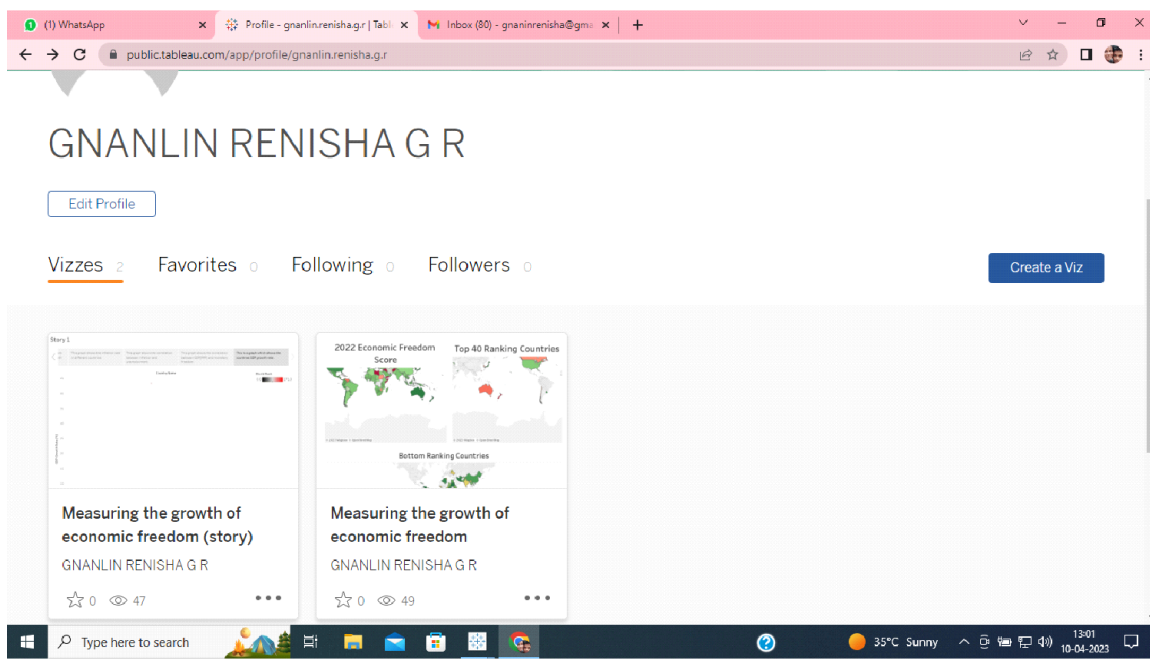 (1) WhatsApp
Profile - gnanlin.renisha.g.r | Tabl
Inbox (80) - gnaninrenisha@gma
public.tableau.com/app/profile/gnanlin.renisha.g.r
GNANLIN RENISHA G R
Edit Profile
Vizzes 2 Favorites 0 Following 0 Followers 0
Create a Viz
Story 1
2022 Economic Freedom
Score
Top 40 Ranking Countries
Bottom Ranking Countries
Measuring the growth of
economic freedom (story)
GNANLIN RENISHA G R
0 47
Measuring the growth of
economic freedom
GNANLIN RENISHA G R
0 49
Type here to search
35°C Sunny
13:01
10-04-2023